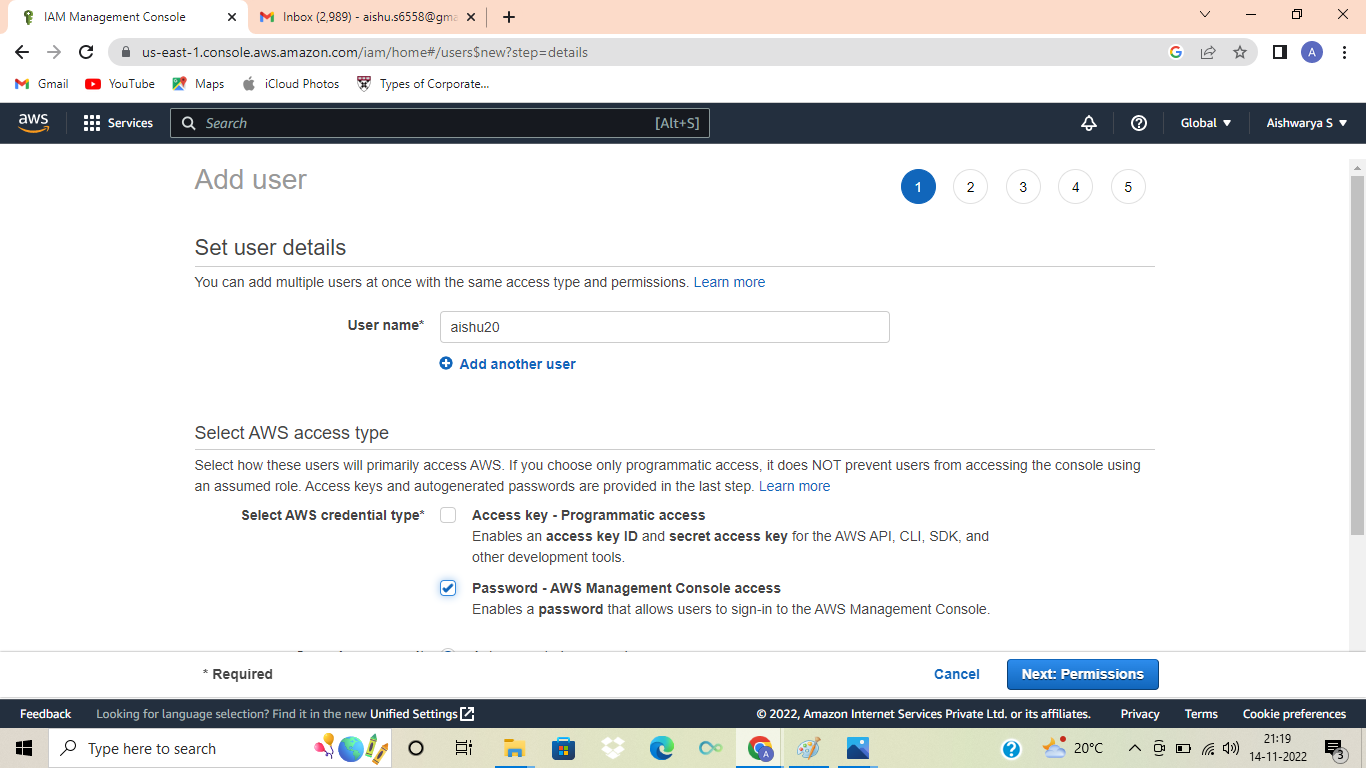 IAM Management Console
Inbox (2,989) - aishu.s6558@gma
us-east-1.console.aws.amazon.com/iam/home#/users$new?step=details
A
Gmail YouTube Maps iCloud Photos Types of Corporate...
aws Services Search [Alt+S] Global Aishwarya S
Add user
1 2 3 4 5
Set user details
You can add multiple users at once with the same access type and permissions. Learn more
User name* aishu20
Add another user
Select AWS access type
Select how these users will primarily access AWS. If you choose only programmatic access, it does NOT prevent users from accessing the console using
an assumed role. Access keys and autogenerated passwords are provided in the last step. Learn more
Select AWS credential type* Access key - Programmatic access
Enables an access key ID and secret access key for the AWS API, CLI, SDK, and
other development tools.
Password - AWS Management Console access
Enables a password that allows users to sign-in to the AWS Management Console.
* Required Cancel Next: Permissions
Feedback Looking for language selection? Find it in the new Unified Settings © 2022, Amazon Internet Services Private Ltd. or its affiliates. Privacy Terms Cookie preferences
Type here to search A 20°C 21:19
14-11-2022 3